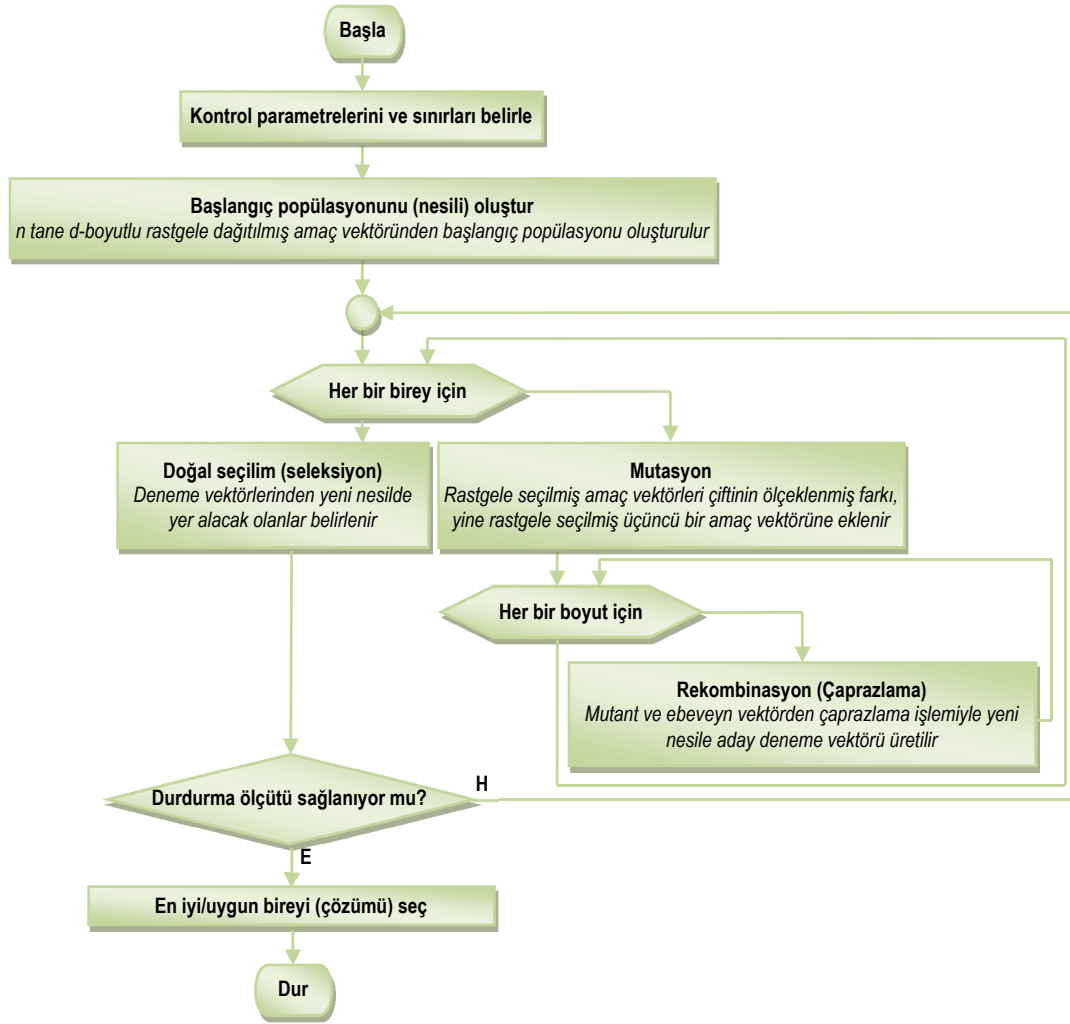 Başla
Kontrol parametrelerini ve sınırları belirle
Başlangıç popülasyonunu (nesili) oluştur
n tane d-boyutlu rastgele dağıtılmış amaç vektöründen başlangıç popülasyonu oluşturulur
Her bir birey için
Doğal seçilim (seleksiyon)
Deneme vektörlerinden yeni nesilde
yer alacak olanlar belirlenir
Mutasyon
Rastgele seçilmiş amaç vektörleri çiftinin ölçeklenmiş farkı,
yine rastgele seçilmiş üçüncü bir amaç vektörüne eklenir
Her bir boyut için
Rekombinasyon (Çaprazlama)
Mutant ve ebeveyn vektörden çaprazlama işlemiyle yeni
nesile aday deneme vektörü üretilir
Durdurma ölçütü sağlanıyor mu?
H
E
En iyi/uygun bireyi (çözümü) seç
Dur